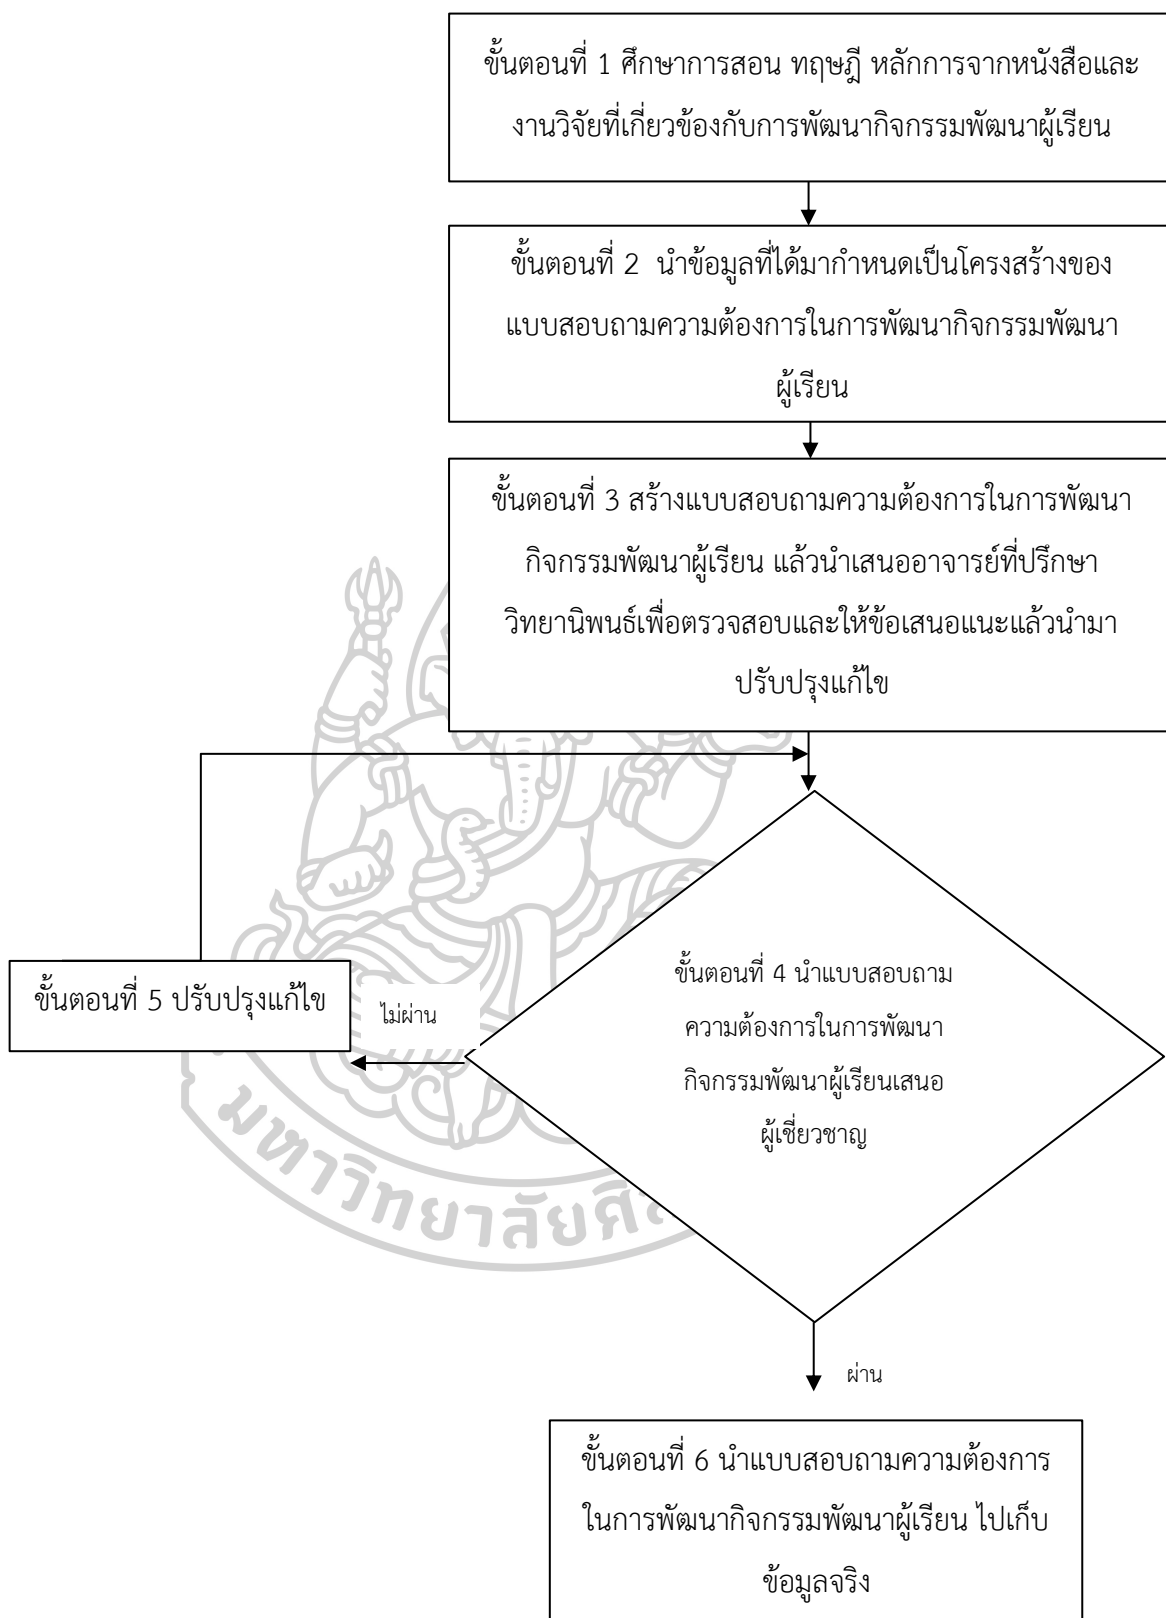 ขั้นตอนที่ 1 ศึกษาการสอน ทฤษฎี หลักการจากหนังสือและ
งานวิจัยที่เกี่ยวข้องกับการพัฒนากิจกรรมพัฒนาผู้เรียน
ขั้นตอนที่ 2 นำข้อมูลที่ได้มากำหนดเป็นโครงสร้างของ
แบบสอบถามความต้องการในการพัฒนากิจกรรมพัฒนา
ผู้เรียน
ขั้นตอนที่ 3 สร้างแบบสอบถามความต้องการในการพัฒนา
กิจกรรมพัฒนาผู้เรียน แล้วนำเสนออาจารย์ที่ปรึกษา
วิทยานิพนธ์เพื่อตรวจสอบและให้ข้อเสนอแนะแล้วนำมา
ปรับปรุงแก้ไข
ขั้นตอนที่ 4 นำแบบสอบถาม
ความต้องการในการพัฒนา
กิจกรรมพัฒนาผู้เรียนเสนอ
ผู้เชี่ยวชาญ
ไม่ผ่าน
ขั้นตอนที่ 5 ปรับปรุงแก้ไข
ผ่าน
ขั้นตอนที่ 6 นำแบบสอบถามความต้องการ
ในการพัฒนากิจกรรมพัฒนาผู้เรียน ไปเก็บ
ข้อมูลจริง
มหาวิทยาลัย